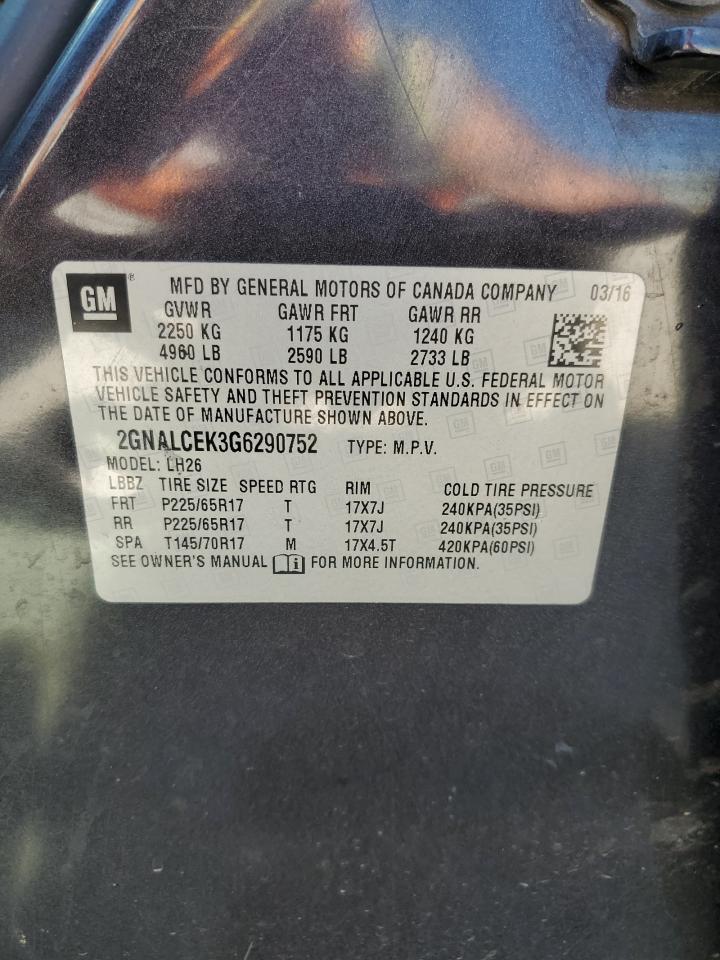 GM ® MFD BY GENERAL MOTORS OF CANADA COMPANY 03/16
GVWR GAWR FRT GAWR RR
2250 KG 1175 KG 1240 KG
4960 LB 2590 LB 2733 LB
THIS VEHICLE CONFORMS TO ALL APPLICABLE U.S. FEDERAL MOTOR
VEHICLE SAFETY AND THEFT PREVENTION STANDARDS IN EFFECT ON
THE DATE OF MANUFACTURE SHOWN ABOVE.
2GNALCEK3G6290752 TYPE: M.P.V.
MODEL: LH26
LBBZ TIRE SIZE SPEED RTG RIM COLD TIRE PRESSURE
FRT P225/65R17 T 17X7J 240KPA(35PSI)
RR P225/65R17 T 17X7J 240KPA(35PSI)
SPA T145/70R17 M 17X4.5T 420KPA(60PSI)
SEE OWNER'S MANUAL i FOR MORE INFORMATION.